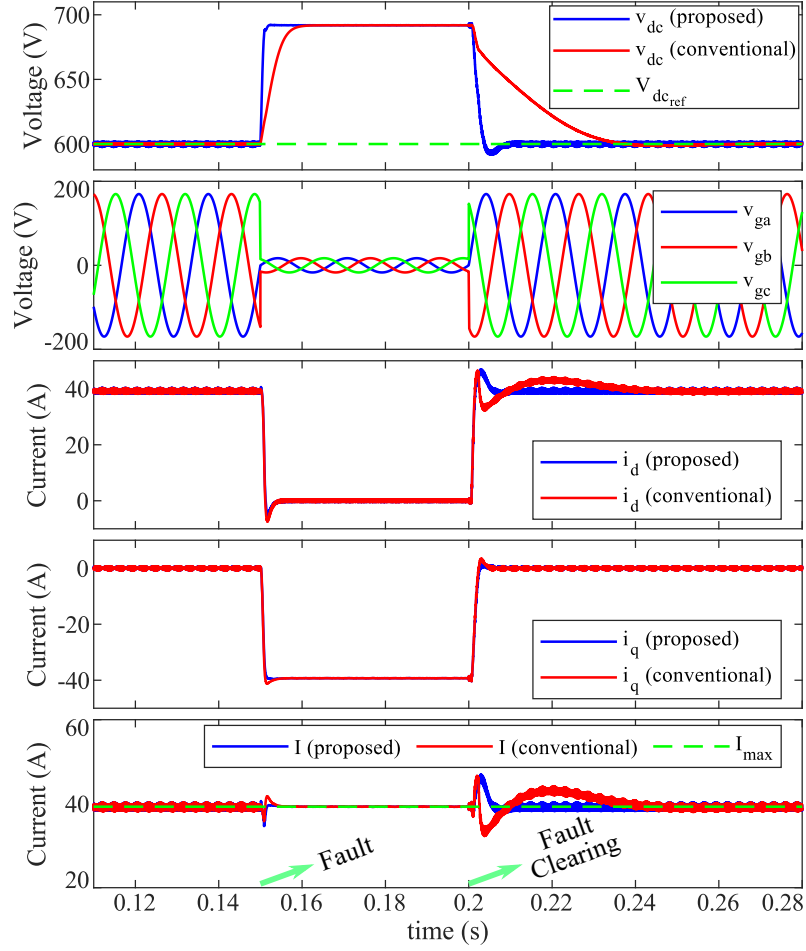 700
650
600
Voltage (V)
v_dc (proposed)
v_dc (conventional)
V_dc_ref
200
0
-200
Voltage (V)
v_ga
v_gb
v_gc
40
20
0
Current (A)
i_d (proposed)
i_d (conventional)
0
-20
-40
Current (A)
i_q (proposed)
i_q (conventional)
60
40
20
Current (A)
I (proposed) I (conventional) I_max
Fault
Fault
Clearing
0.12 0.14 0.16 0.18 0.2 0.22 0.24 0.26 0.28
time (s)